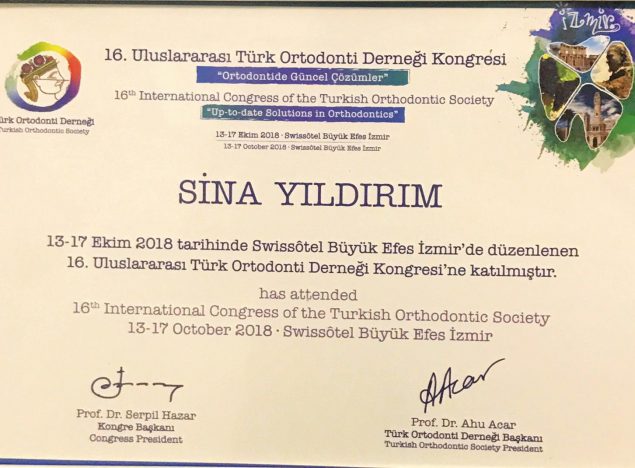 16. Uluslararası Türk Ortodonti Derneği Kongresi
"Ortodontide Güncel Çözümler"
16th International Congress of the Turkish Orthodontic Society
"Up-to-date Solutions in Orthodontics"
13-17 Ekim 2018 · Swissôtel Büyük Efes İzmir
13-17 October 2018 · Swissôtel Büyük Efes İzmir
Türk Ortodonti Derneği
Turkish Orthodontic Society
İzmir
SİNA YILDIRIM
13-17 Ekim 2018 tarihinde Swissôtel Büyük Efes İzmir'de düzenlenen
16. Uluslararası Türk Ortodonti Derneği Kongresi'ne katılmıştır.
has attended
16th International Congress of the Turkish Orthodontic Society
13-17 October 2018 · Swissôtel Büyük Efes İzmir
AAcar
Prof. Dr. Serpil Hazar
Kongre Başkanı
Congress President
Prof. Dr. Ahu Acar
Türk Ortodonti Derneği Başkanı
Turkish Orthodontic Society President